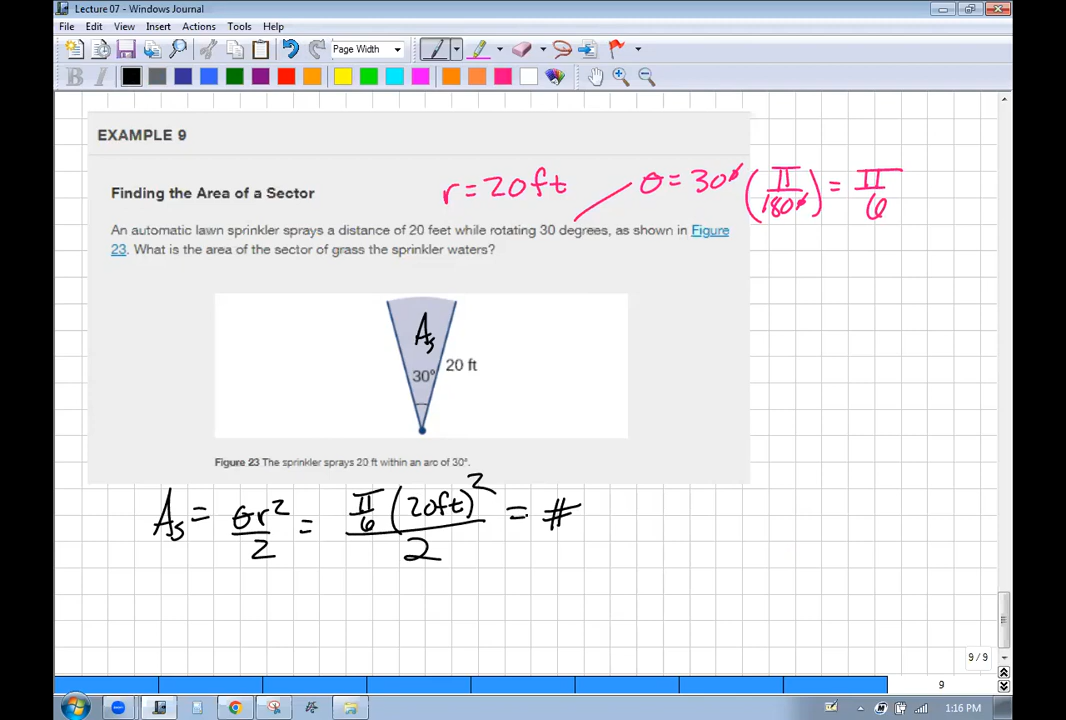 Lecture 07 - Windows Journal
File Edit View Insert Actions Tools Help
Page Width
B I
EXAMPLE 9
Finding the Area of a Sector
r = 20ft
θ = 30° (π/180°) = π/6
An automatic lawn sprinkler sprays a distance of 20 feet while rotating 30 degrees, as shown in Figure
23. What is the area of the sector of grass the sprinkler waters?
As
30°
20 ft
Figure 23 The sprinkler sprays 20 ft within an arc of 30°.
As = θr²/2 = π/6 (20ft)²/2 = #
9 / 9
9
1:16 PM